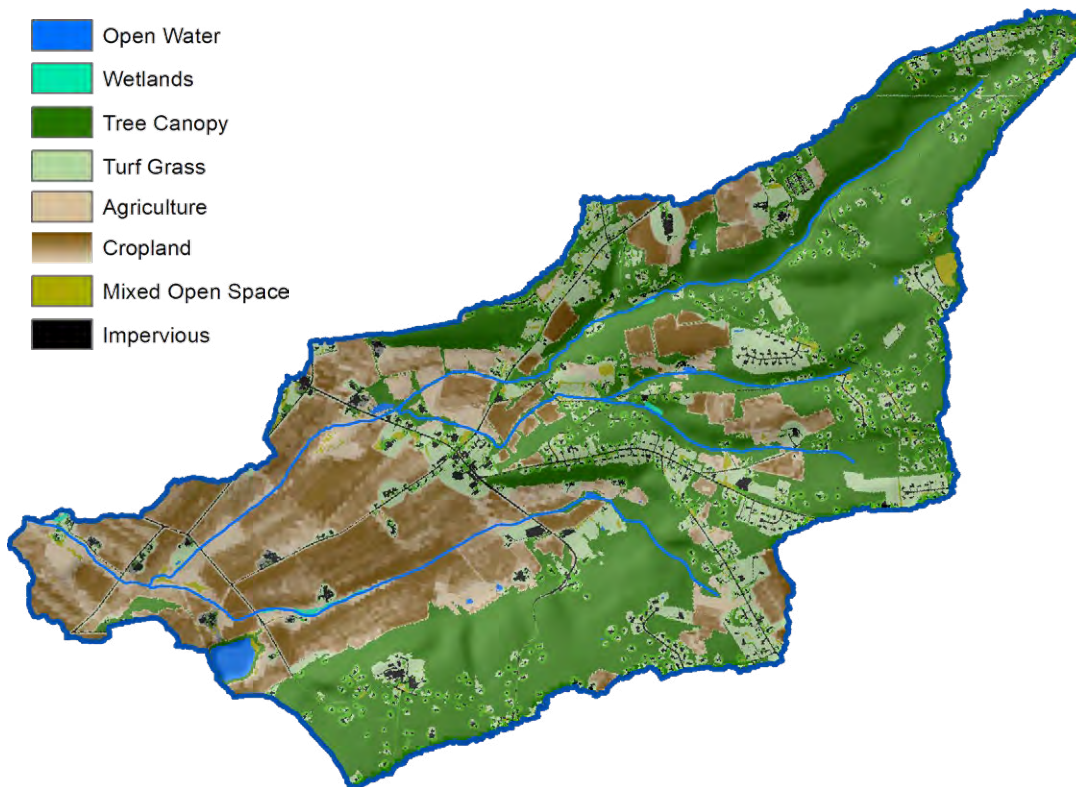 Open Water
Wetlands
Tree Canopy
Turf Grass
Agriculture
Cropland
Mixed Open Space
Impervious